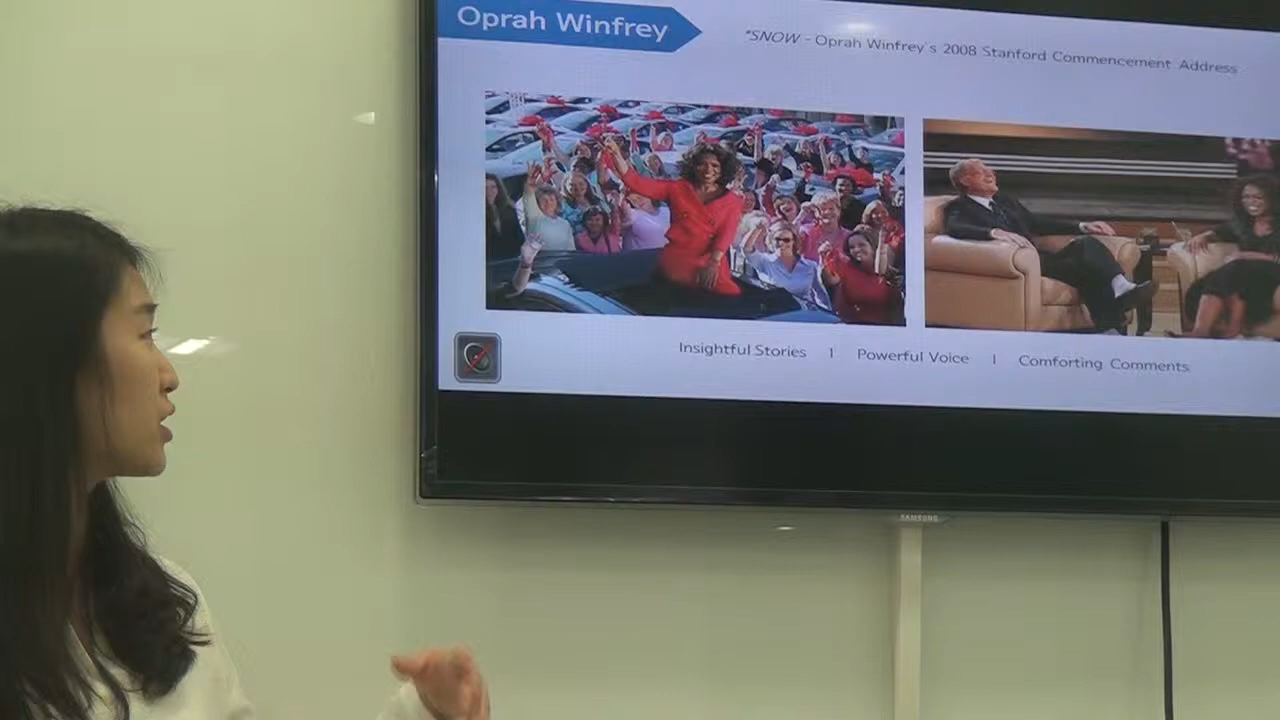 Oprah Winfrey
"SNOW - Oprah Winfrey's 2008 Stanford Commencement Address
Insightful Stories | Powerful Voice | Comforting Comments
SAMSUNG